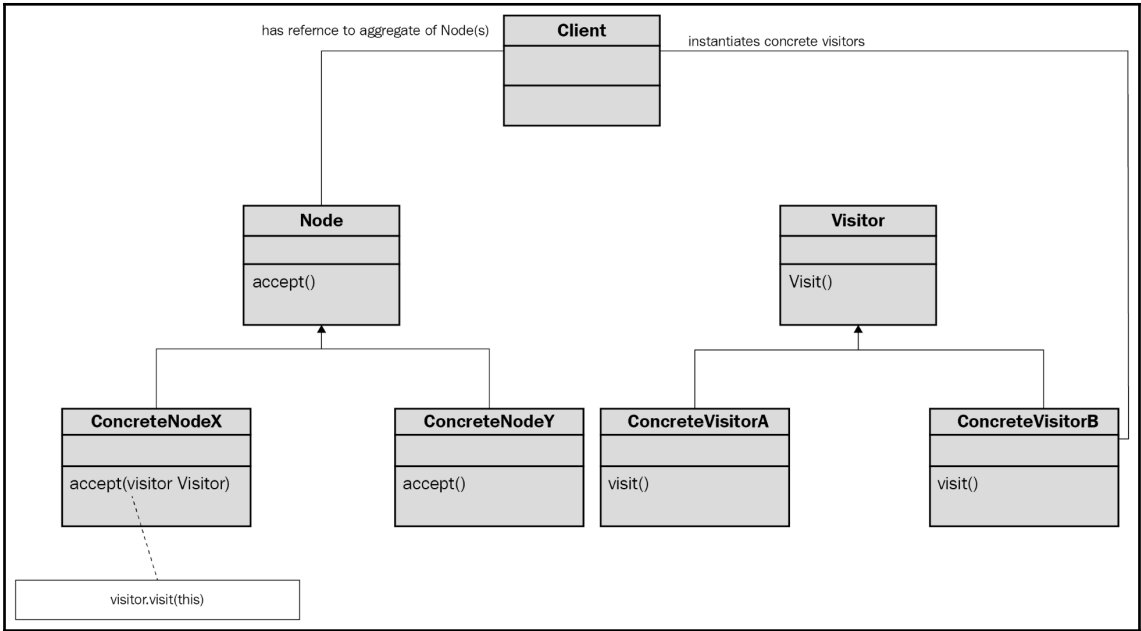 has refernce to aggregate of Node(s)
Client
instantiates concrete visitors
Node
accept()
Visitor
Visit()
ConcreteNodeX
accept(visitor Visitor)
ConcreteNodeY
accept()
ConcreteVisitorA
visit()
ConcreteVisitorB
visit()
visitor.visit(this)